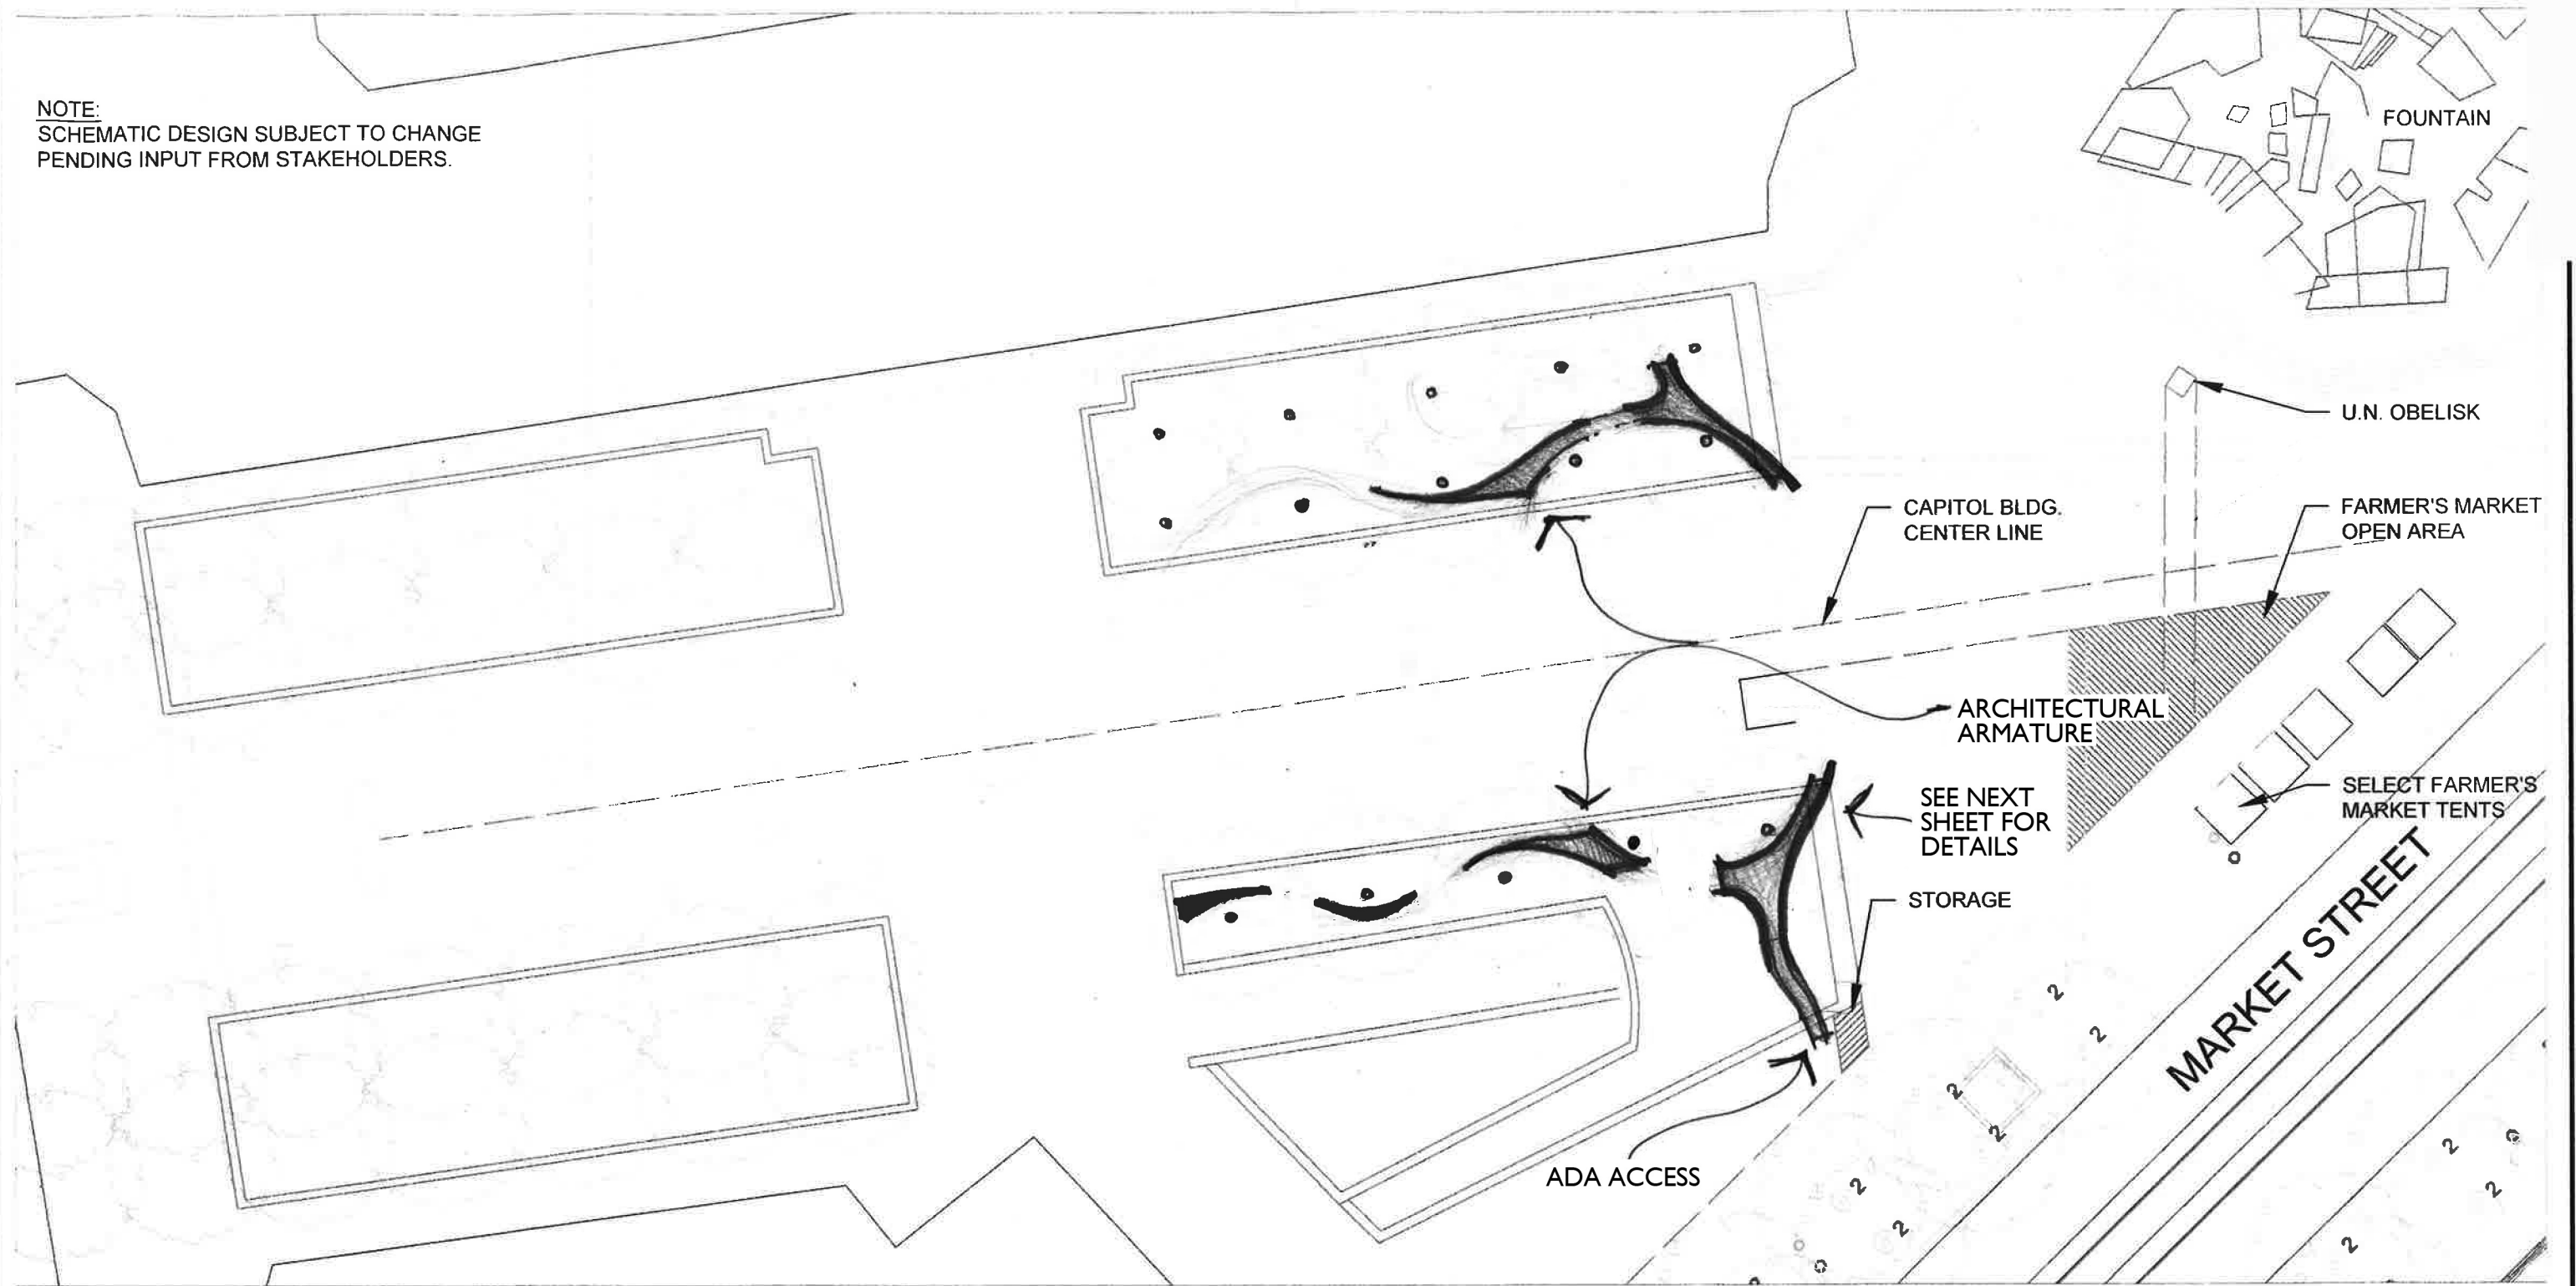 NOTE:
SCHEMATIC DESIGN SUBJECT TO CHANGE
PENDING INPUT FROM STAKEHOLDERS.
FOUNTAIN
U.N. OBELISK
CAPITOL BLDG.
CENTER LINE
FARMER'S MARKET
OPEN AREA
ARCHITECTURAL
ARMATURE
SEE NEXT
SHEET FOR
DETAILS
SELECT FARMER'S
MARKET TENTS
STORAGE
MARKET STREET
ADA ACCESS